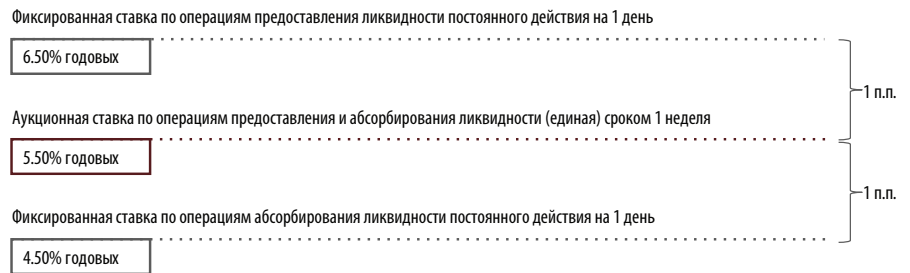 Фиксированная ставка по операциям предоставления ликвидности постоянного действия на 1 день
6.50% годовых
1 п.п.
Аукционная ставка по операциям предоставления и абсорбирования ликвидности (единая) сроком 1 неделя
5.50% годовых
1 п.п.
Фиксированная ставка по операциям абсорбирования ликвидности постоянного действия на 1 день
4.50% годовых